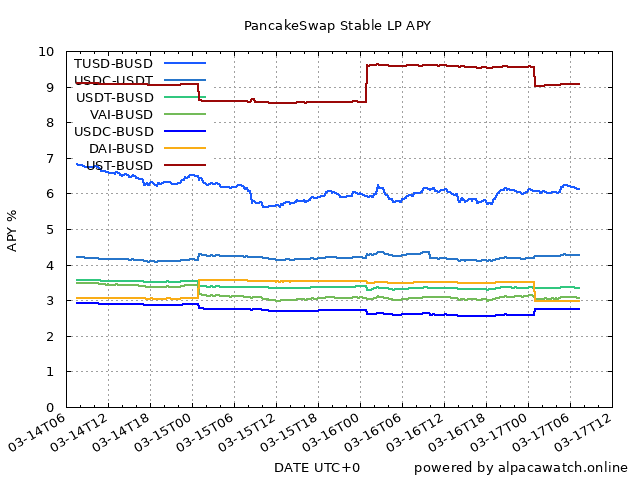 PancakeSwap Stable LP APY
10
9
8
7
6
5
4
3
2
1
0
APY %
TUSD-BUSD
USDC-USDT
USDT-BUSD
VAI-BUSD
USDC-BUSD
DAI-BUSD
UST-BUSD
03-14T06
03-14T12
03-14T18
03-15T00
03-15T06
03-15T12
03-15T18
03-16T00
03-16T06
03-16T12
03-16T18
03-17T00
03-17T06
03-17T12
DATE UTC+0
powered by alpacawatch.online